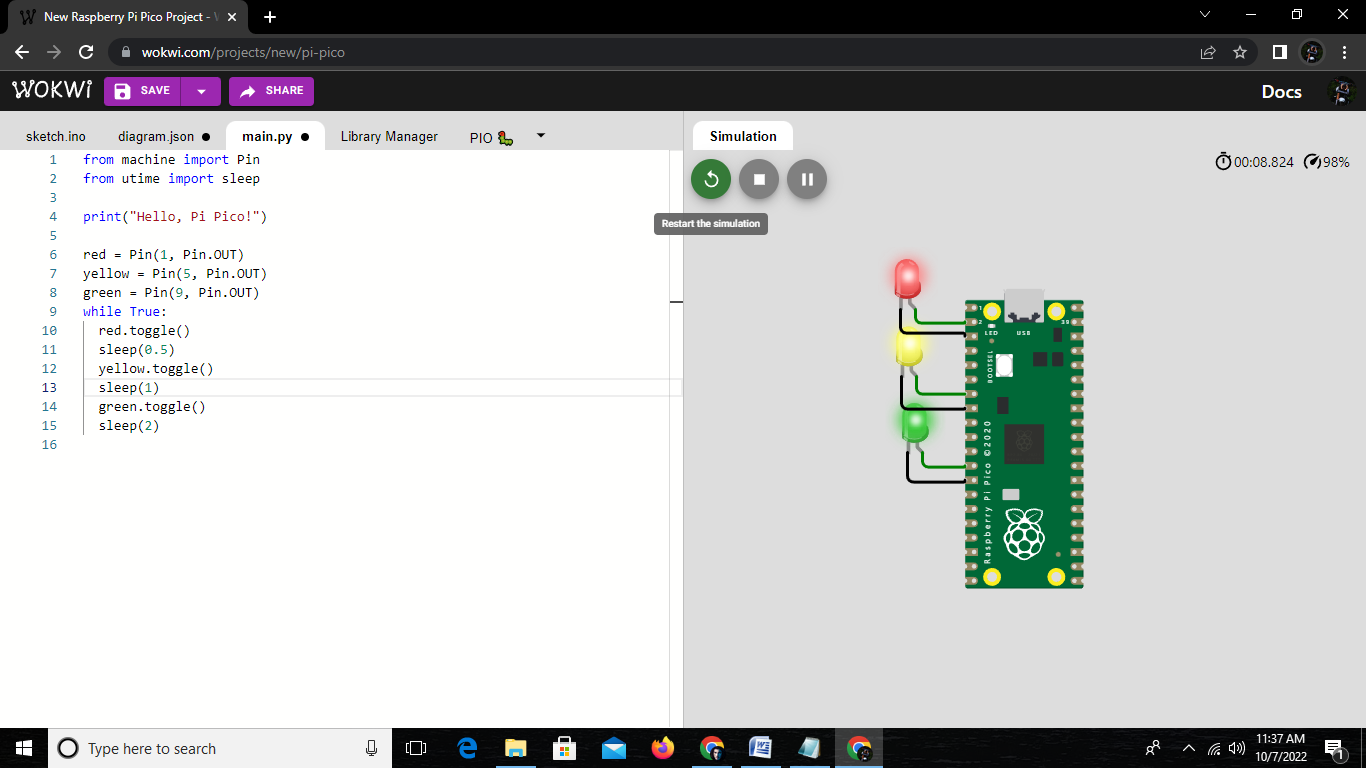 New Raspberry Pi Pico Project -
wokwi.com/projects/new/pi-pico
WOKWi
SAVE
SHARE
Docs
sketch.ino
diagram.json
main.py
Library Manager
PIO
Simulation
1 from machine import Pin
2 from utime import sleep
3
4 print("Hello, Pi Pico!")
5
6 red = Pin(1, Pin.OUT)
7 yellow = Pin(5, Pin.OUT)
8 green = Pin(9, Pin.OUT)
9 while True:
10 red.toggle()
11 sleep(0.5)
12 yellow.toggle()
13 sleep(1)
14 green.toggle()
15 sleep(2)
16
00:08.824
98%
Restart the simulation
1
2
39
LED
USB
BOOTSEL
Raspberry Pi Pico ©2020
Type here to search
11:37 AM
10/7/2022
1